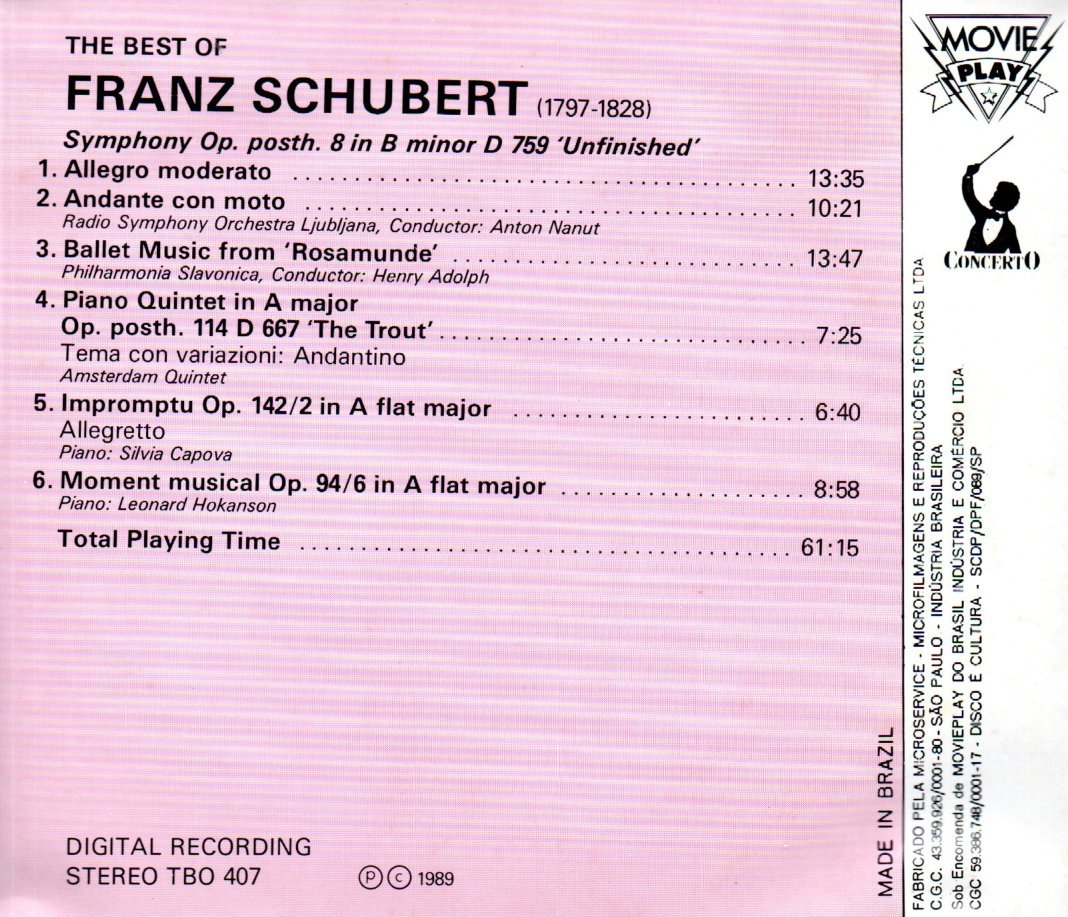 THE BEST OF
FRANZ SCHUBERT (1797-1828)
Symphony Op. posth. 8 in B minor D 759 ‘Unfinished’
1. Allegro moderato .......... 13:35
2. Andante con moto .......... 10:21
Radio Symphony Orchestra Ljubljana, Conductor: Anton Nanut
3. Ballet Music from ‘Rosamunde’ .......... 13:47
Philharmonia Slavonica, Conductor: Henry Adolph
4. Piano Quintet in A major
Op. posth. 114 D 667 ‘The Trout’ .......... 7:25
Tema con variazioni: Andantino
Amsterdam Quintet
5. Impromptu Op. 142/2 in A flat major .......... 6:40
Allegretto
Piano: Silvia Capova
6. Moment musical Op. 94/6 in A flat major .......... 8:58
Piano: Leonard Hokanson
Total Playing Time .......... 61:15
DIGITAL RECORDING
STEREO TBO 407 Ⓟ © 1989
MADE IN BRAZIL
MOVIE
PLAY
CONCERTO
FABRICADO PELA MICROSERVICE - MICROFILMAGENS E REPRODUÇÕES TÉCNICAS LTDA
C.G.C. 43.359.926/0001-80 - SÃO PAULO - INDÚSTRIA BRASILEIRA
Sob Encomenda de MOVIEPLAY DO BRASIL INDÚSTRIA E COMÉRCIO LTDA.
CGC 59.386.748/0001-17 - DISCO É CULTURA - SCDP/DPF/089/SP